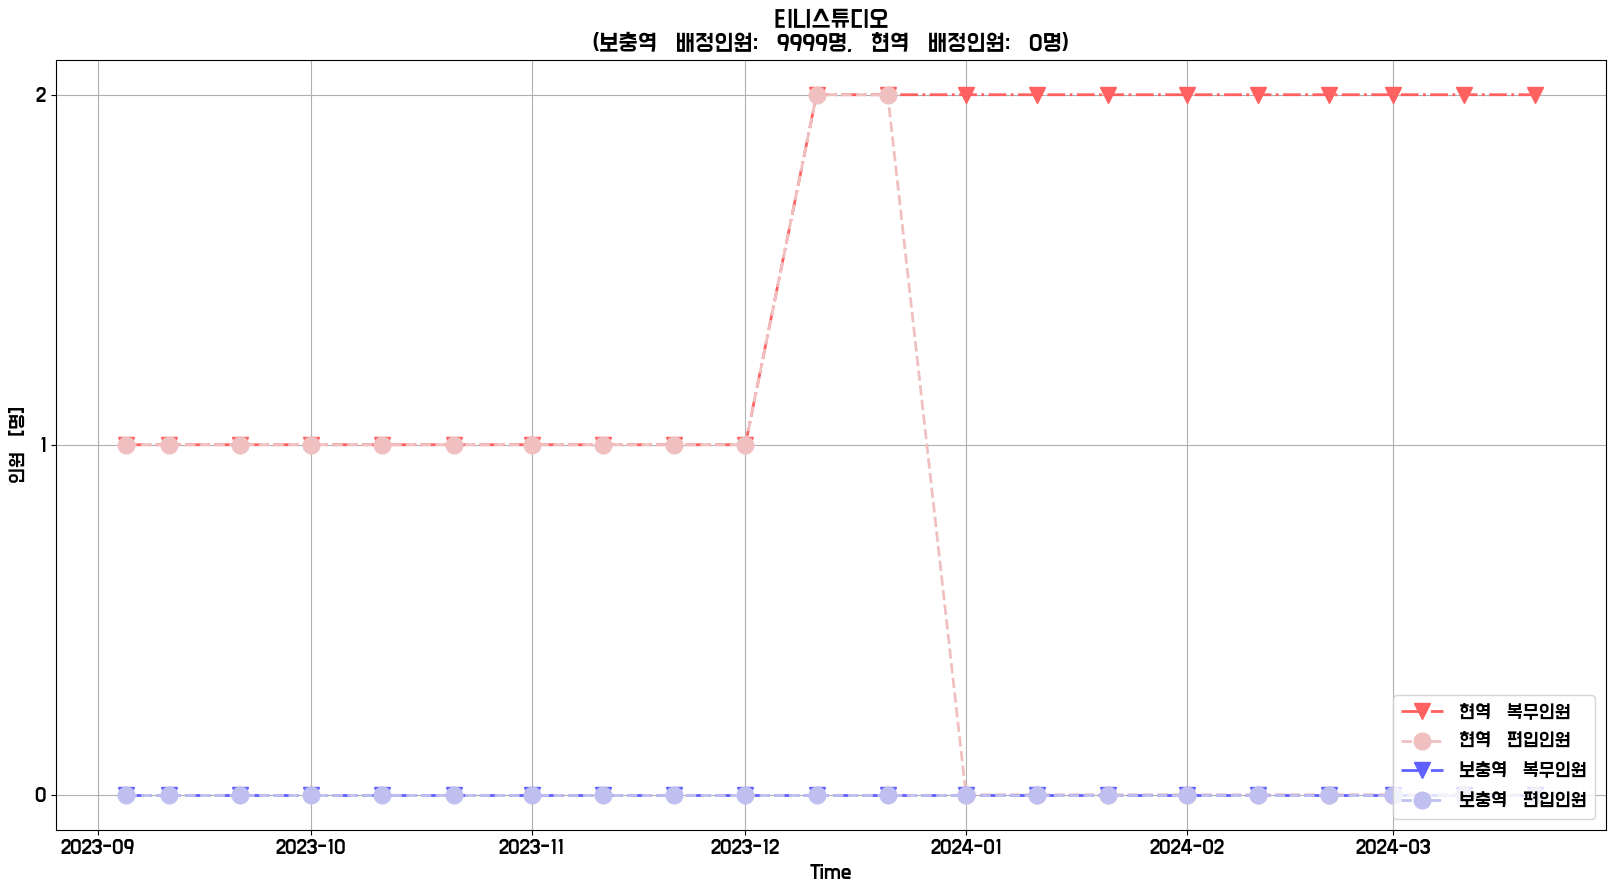 티니스튜디오
(보충역 배정인원: 9999명, 현역 배정인원: 0명)
2
1
0
인원 [명]
현역 복무인원
현역 편입인원
보충역 복무인원
보충역 편입인원
2023-09 2023-10 2023-11 2023-12 2024-01 2024-02 2024-03
Time